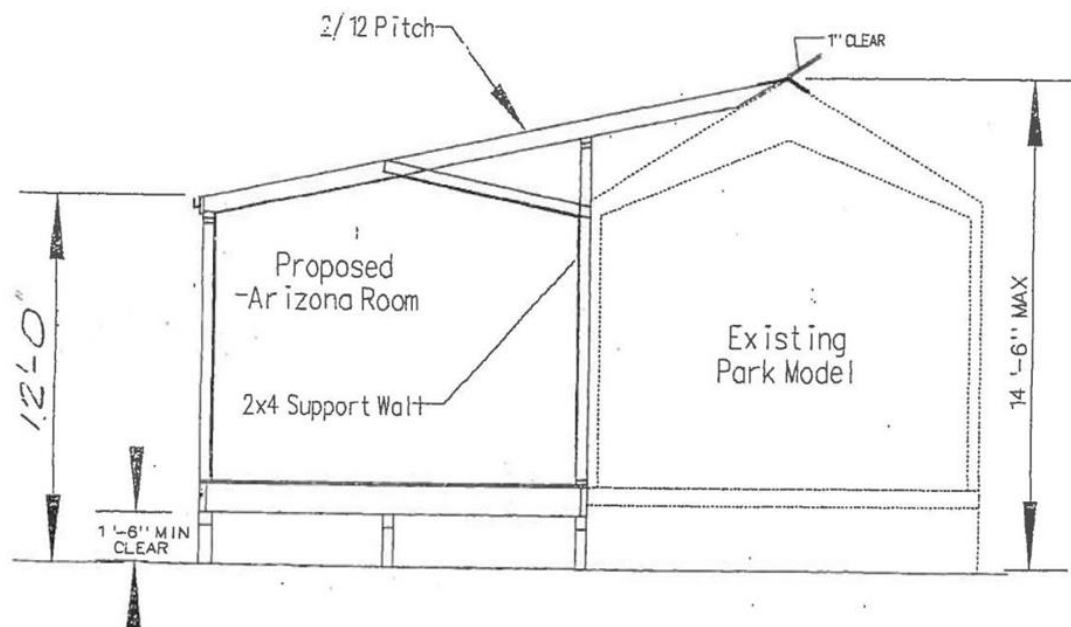 2/12 Pitch
1" CLEAR
Proposed
-Arizona Room
12'-0"
2x4 Support Wall
Existing
Park Model
14'-6" MAX
1'-6" MIN
CLEAR